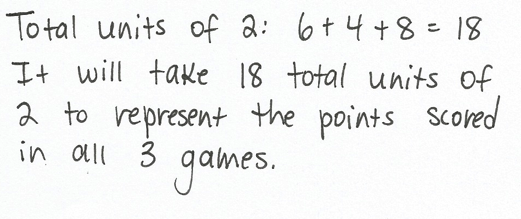 Total units of 2: 6 + 4 + 8 = 18
It will take 18 total units of
2 to represent the points scored
in all 3 games.